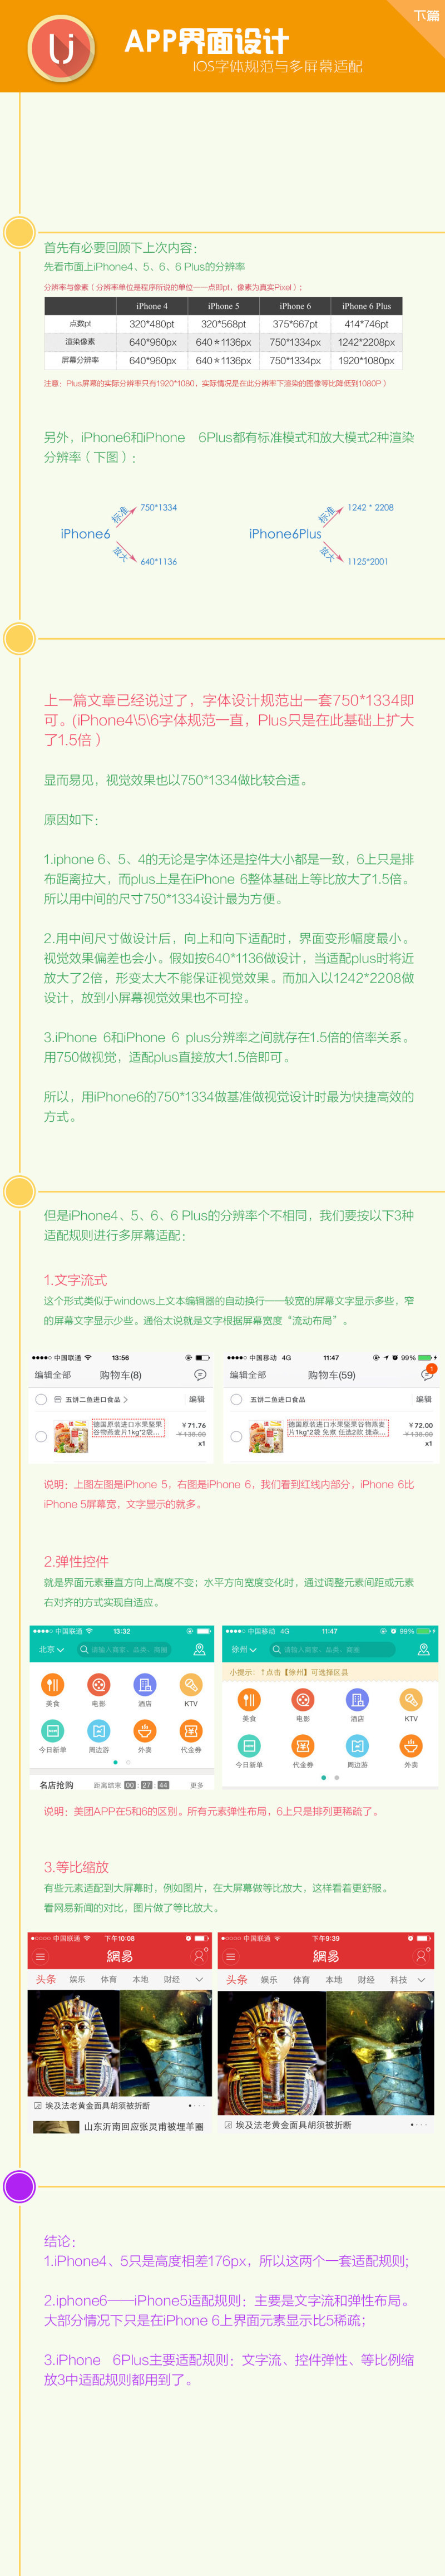 下篇
UJ
APP界面设计
IOS字体规范与多屏幕适配
首先有必要回顾下上次内容：
先看市面上iPhone4、5、6、6 Plus的分辨率
分辨率与像素（分辨率单位是程序所说的单位——点即pt，像素为真实Pixel）；
iPhone 4 iPhone 5 iPhone 6 iPhone 6 Plus
点数pt 320*480pt 320*568pt 375*667pt 414*746pt
渲染像素 640*960px 640*1136px 750*1334px 1242*2208px
屏幕分辨率 640*960px 640*1136px 750*1334px 1920*1080px
注意：Plus屏幕的实际分辨率只有1920*1080，实际情况是在此分辨率下渲染的图像等比降低到1080P）
另外，iPhone6和iPhone 6Plus都有标准模式和放大模式2种渲染
分辨率（下图）：
iPhone6
标准 750*1334
放大 640*1136
iPhone6Plus
标准 1242 * 2208
放大 1125*2001
上一篇文章已经说过了，字体设计规范出一套750*1334即
可。(iPhone4\5\6字体规范一直，Plus只是在此基础上扩大
了1.5倍）
显而易见，视觉效果也以750*1334做比较合适。
原因如下：
1.iphone 6、5、4的无论是字体还是控件大小都是一致，6上只是排
布距离拉大，而plus上是在iPhone 6整体基础上等比放大了1.5倍。
所以用中间的尺寸750*1334设计最为方便。
2.用中间尺寸做设计后，向上和向下适配时，界面变形幅度最小。
视觉效果偏差也会小。假如按640*1136做设计，当适配plus时将近
放大了2倍，形变太大不能保证视觉效果。而加入以1242*2208做
设计，放到小屏幕视觉效果也不可控。
3.iPhone 6和iPhone 6 plus分辨率之间就存在1.5倍的倍率关系。
用750做视觉，适配plus直接放大1.5倍即可。
所以，用iPhone6的750*1334做基准做视觉设计时最为快捷高效的
方式。
但是iPhone4、5、6、6 Plus的分辨率个不相同，我们要按以下3种
适配规则进行多屏幕适配：
1.文字流式
这个形式类似于windows上文本编辑器的自动换行——较宽的屏幕文字显示多些，窄
的屏幕文字显示少些。通俗太说就是文字根据屏幕宽度“流动布局”。
中国联通 13:56
编辑全部 购物车(8)
五饼二鱼进口食品 编辑
德国原装进口水果坚果
谷物燕麦片1kg*2袋...
￥71.76
￥138.00
x1
中国移动 4G 11:47 99%
编辑全部 购物车(59) 1
五饼二鱼进口食品 编辑
德国原装进口水果坚果谷物燕麦
片1kg*2袋 免煮 任选2款 捷森...
￥72.00
￥138.00
x1
说明：上图左图是iPhone 5，右图是iPhone 6，我们看到红线内部分，iPhone 6比
iPhone 5屏幕宽，文字显示的就多。
2.弹性控件
就是界面元素垂直方向上高度不变；水平方向宽度变化时，通过调整元素间距或元素
右对齐的方式实现自适应。
中国联通 13:32
北京 请输入商家、品类、商圈
美食 电影 酒店 KTV
今日新单 周边游 外卖 代金券
名店抢购 距离结束 00:27:44 更多
中国移动 4G 11:47 99%
徐州 请输入商家、品类、商圈
小提示：↑点击【徐州】可选择区县
美食 电影 酒店 KTV
今日新单 代金券 周边游 外卖
说明：美团APP在5和6的区别。所有元素弹性布局，6上只是排列更稀疏了。
3.等比缩放
有些元素适配到大屏幕时，例如图片，在大屏幕做等比放大，这样看着更舒服。
看网易新闻的对比，图片做了等比放大。
中国联通 下午10:08
網易
头条 娱乐 体育 本地 财经
埃及法老黄金面具胡须被折断
山东沂南回应张灵甫被埋羊圈
中国联通 下午9:39
網易
头条 娱乐 体育 本地 财经 科技
埃及法老黄金面具胡须被折断
结论：
1.iPhone4、5只是高度相差176px，所以这两个一套适配规则；
2.iphone6——iPhone5适配规则：主要是文字流和弹性布局。
大部分情况下只是在iPhone 6上界面元素显示比5稀疏；
3.iPhone 6Plus主要适配规则：文字流、控件弹性、等比例缩
放3中适配规则都用到了。